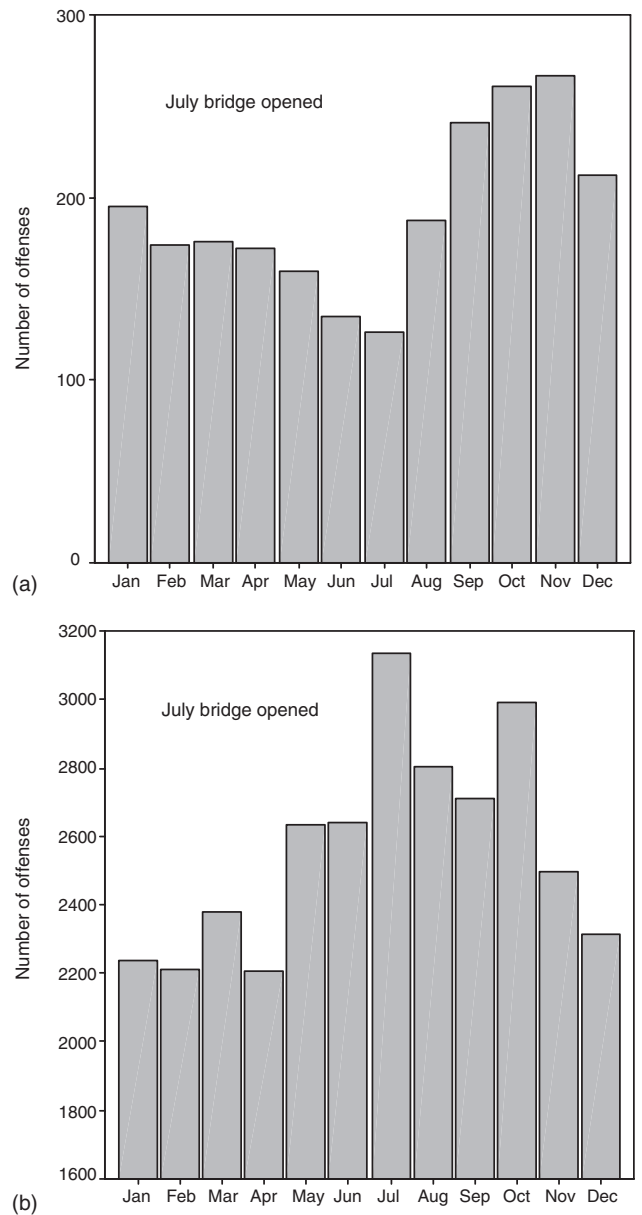 300
July bridge opened
200
Number of offenses
100
0
Jan Feb Mar Apr May Jun Jul Aug Sep Oct Nov Dec
(a)
3200
3000
July bridge opened
2800
2600
Number of offenses
2400
2200
2000
1800
1600
Jan Feb Mar Apr May Jun Jul Aug Sep Oct Nov Dec
(b)